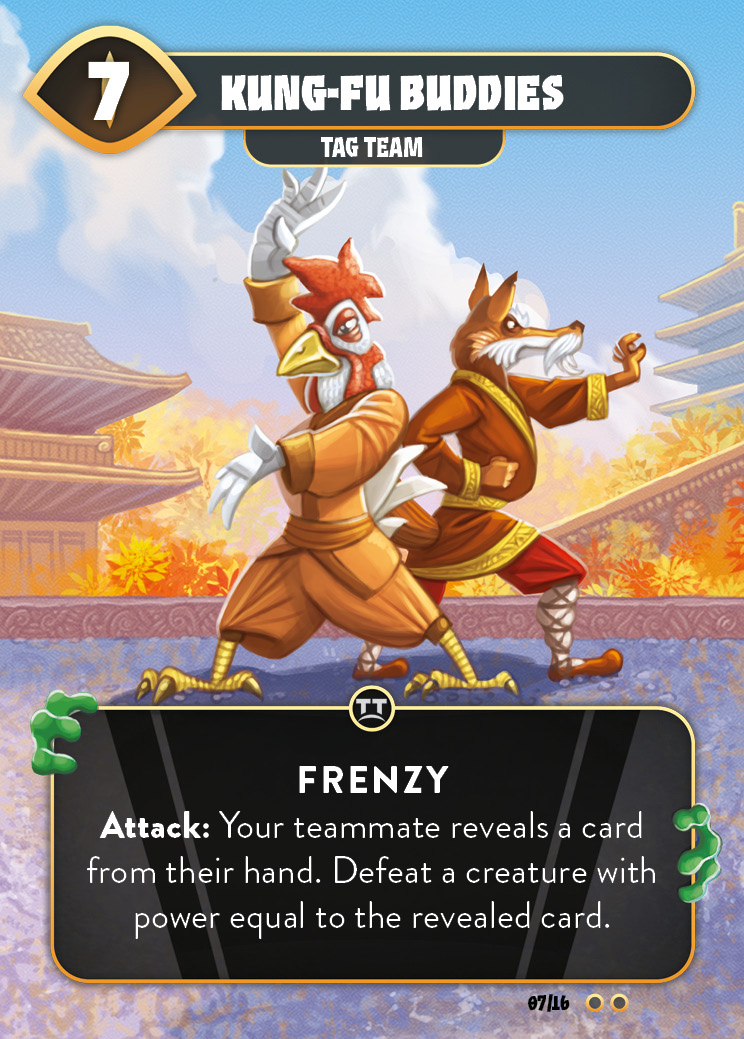 7
KUNG-FU BUDDIES
TAG TEAM
TT
FRENZY
Attack: Your teammate reveals a card
from their hand. Defeat a creature with
power equal to the revealed card.
07/16